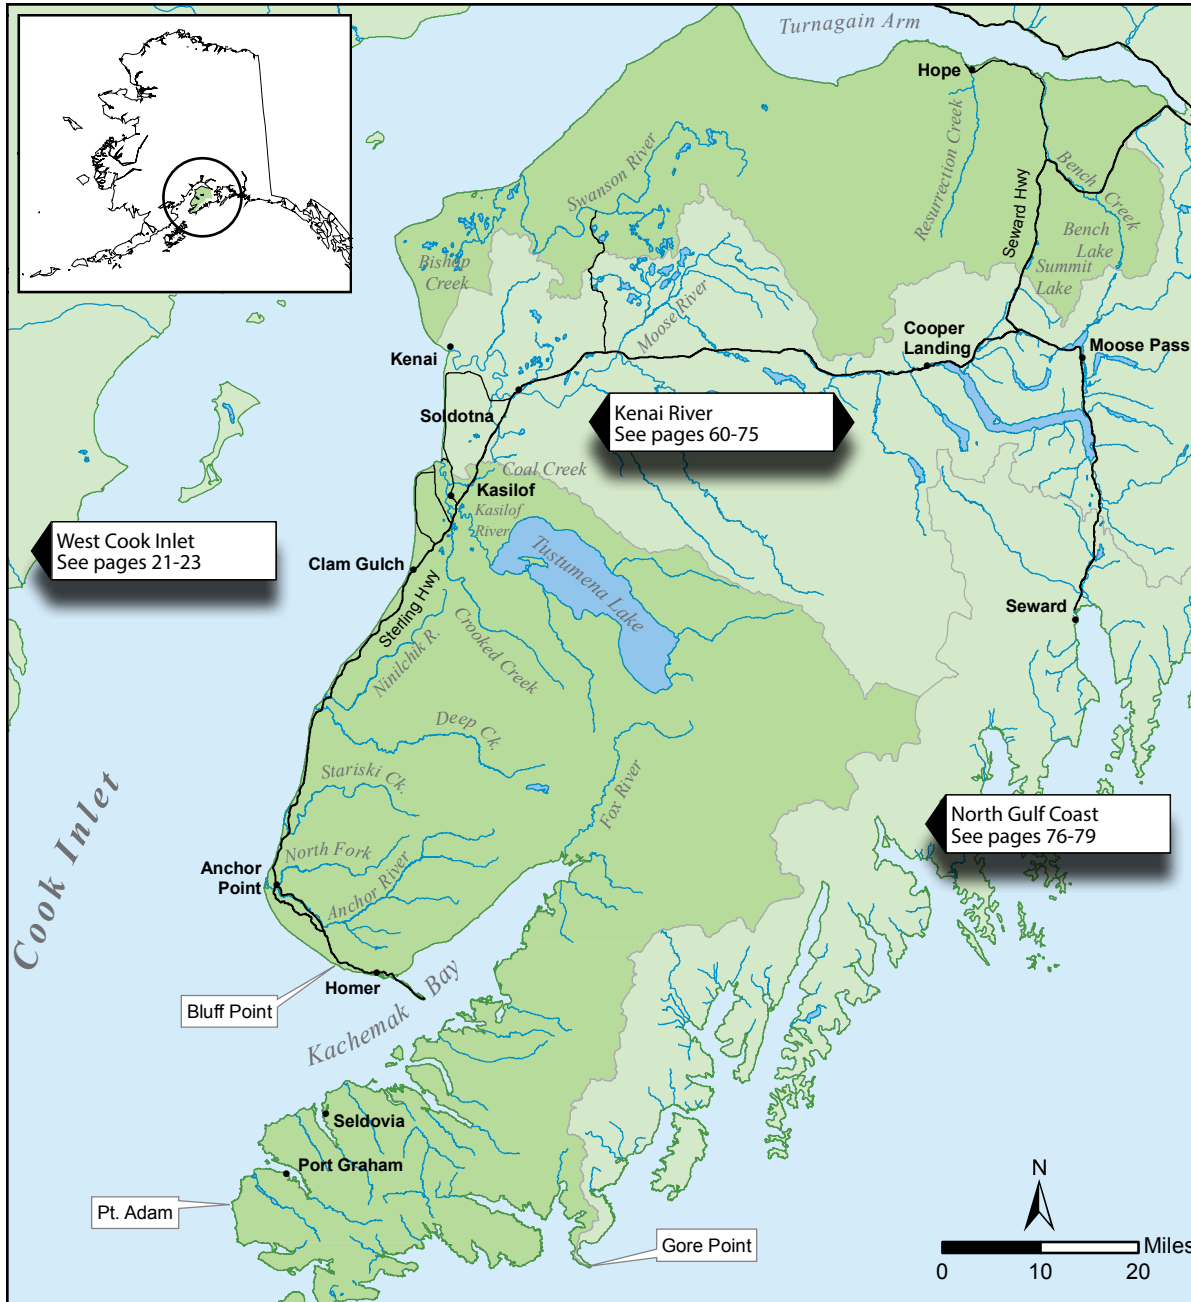 Turnagain Arm
Hope
Resurrection Creek
Seward Hwy
Bench Creek
Bench
Lake
Summit
Lake
Swanson River
Bishop
Creek
Moose River
Kenai
Cooper
Landing
Moose Pass
Soldotna
Kenai River
See pages 60-75
Coal Creek
Kasilof
Kasilof
River
West Cook Inlet
See pages 21-23
Clam Gulch
Tustumena Lake
Sterling Hwy
Seward
Ninilchik R.
Crooked Creek
Deep Ck.
Stariski Ck.
Fox River
North Gulf Coast
See pages 76-79
Cook Inlet
North Fork
Anchor
Point
Anchor River
Homer
Bluff Point
Kachemak Bay
Seldovia
Port Graham
Pt. Adam
Gore Point
N
Miles
0 10 20